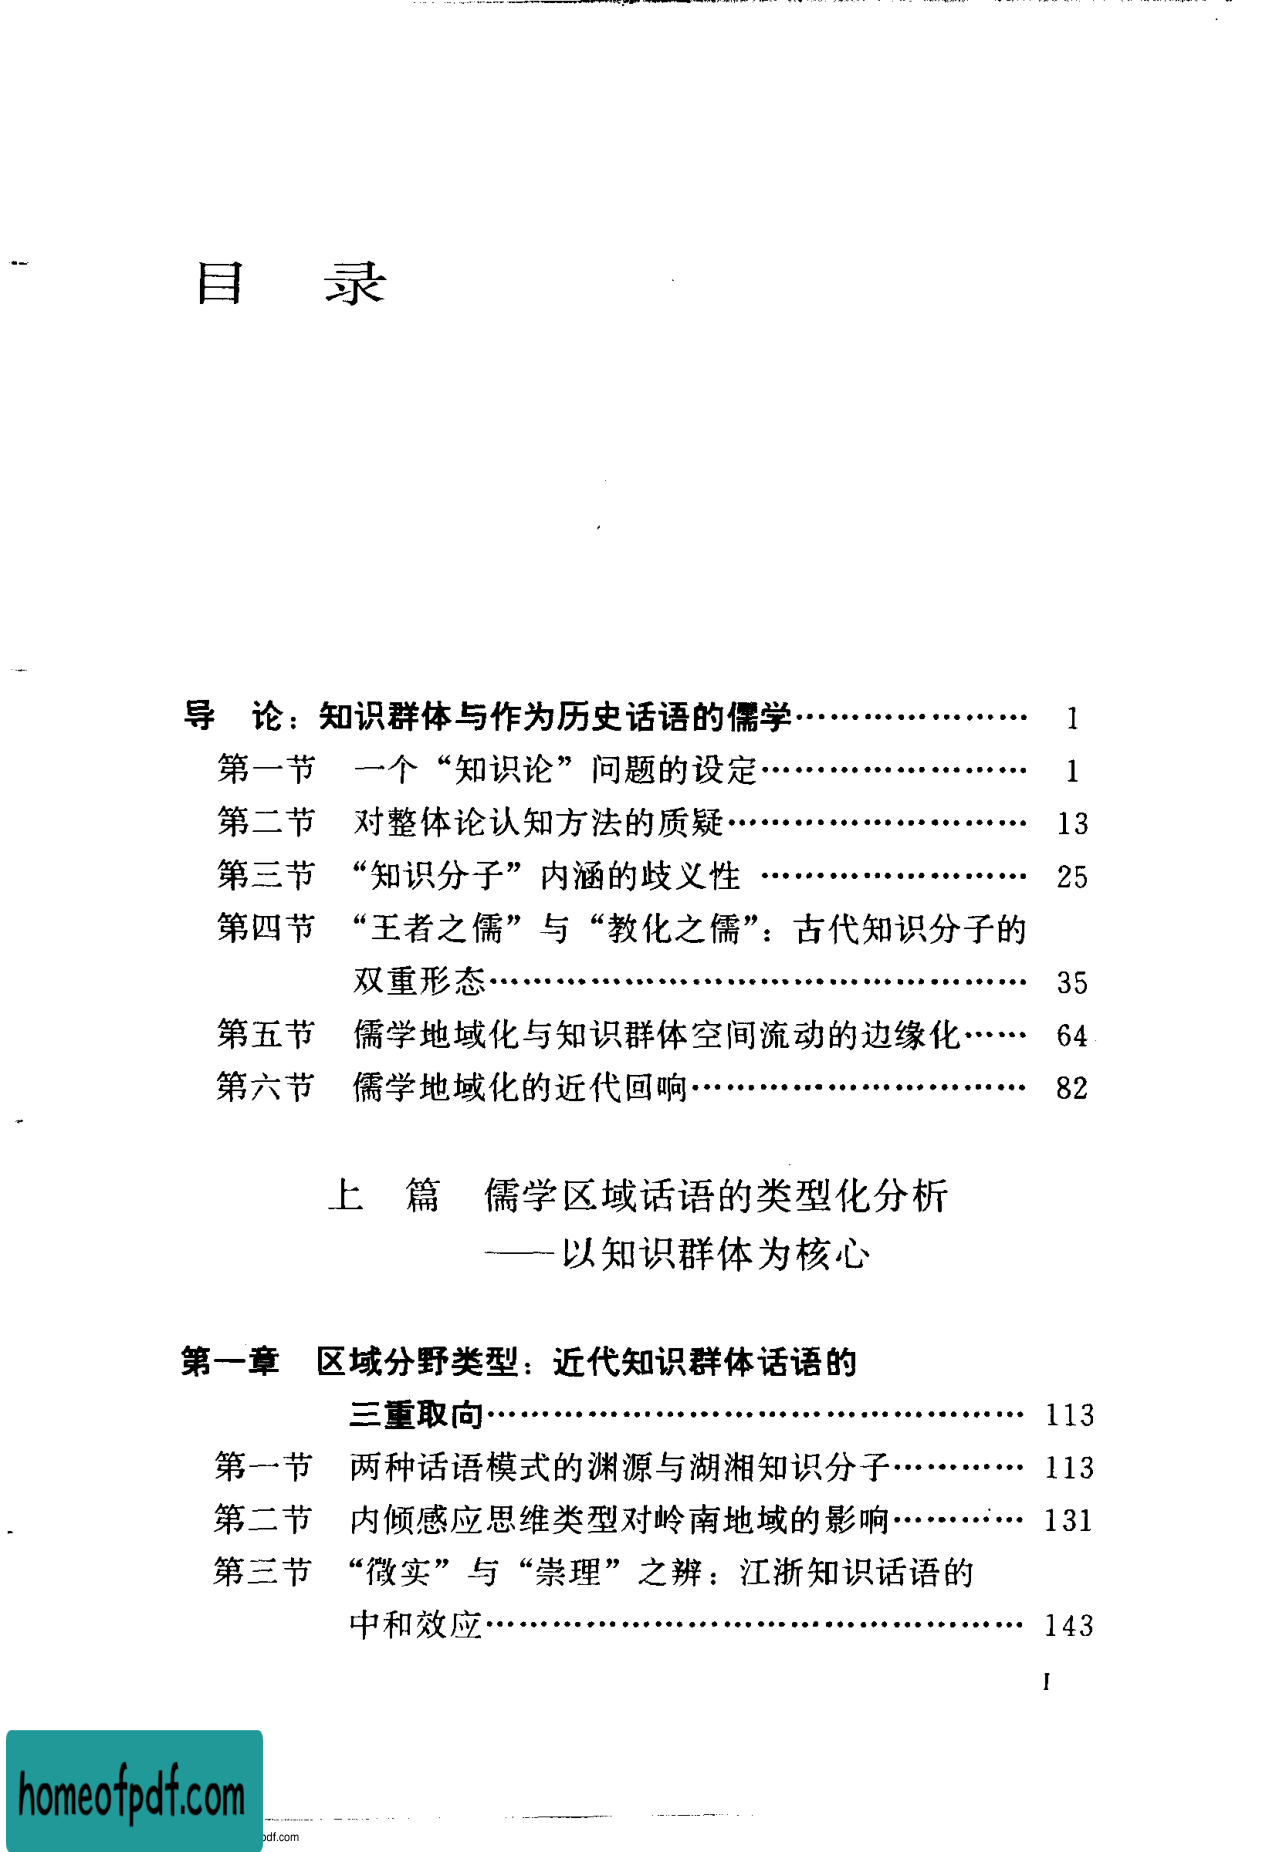 目 录
导 论：知识群体与作为历史话语的儒学…………………… 1
第一节 一个“知识论”问题的设定……………………… 1
第二节 对整体论认知方法的质疑………………………… 13
第三节 “知识分子”内涵的歧义性 ……………………… 25
第四节 “王者之儒”与“教化之儒”：古代知识分子的
双重形态……………………………………………… 35
第五节 儒学地域化与知识群体空间流动的边缘化…… 64
第六节 儒学地域化的近代回响…………………………… 82
上 篇 儒学区域话语的类型化分析
——以知识群体为核心
第一章 区域分野类型：近代知识群体话语的
三重取向……………………………………………… 113
第一节 两种话语模式的渊源与湖湘知识分子………… 113
第二节 内倾感应思维类型对岭南地域的影响………… 131
第三节 “徵实”与“崇理”之辨：江浙知识话语的
中和效应……………………………………………… 143
I
homeofpdf.com
pdf.com